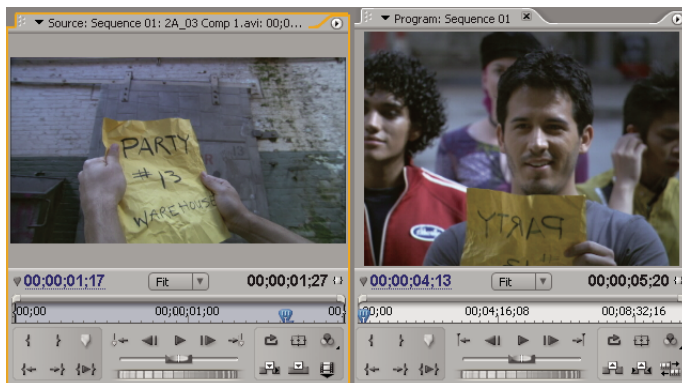 Source: Sequence 01: 2A_03 Comp 1.avi: 00;0...
PARTY
# 13
WAREHOUSE
00;00;01;17
Fit
00;00;01;27
00;00
00;00;01;00
00;
Program: Sequence 01
PARTY
00;00;04;13
Fit
00;00;05;20
00;00
00;04;16;08
00;08;32;16